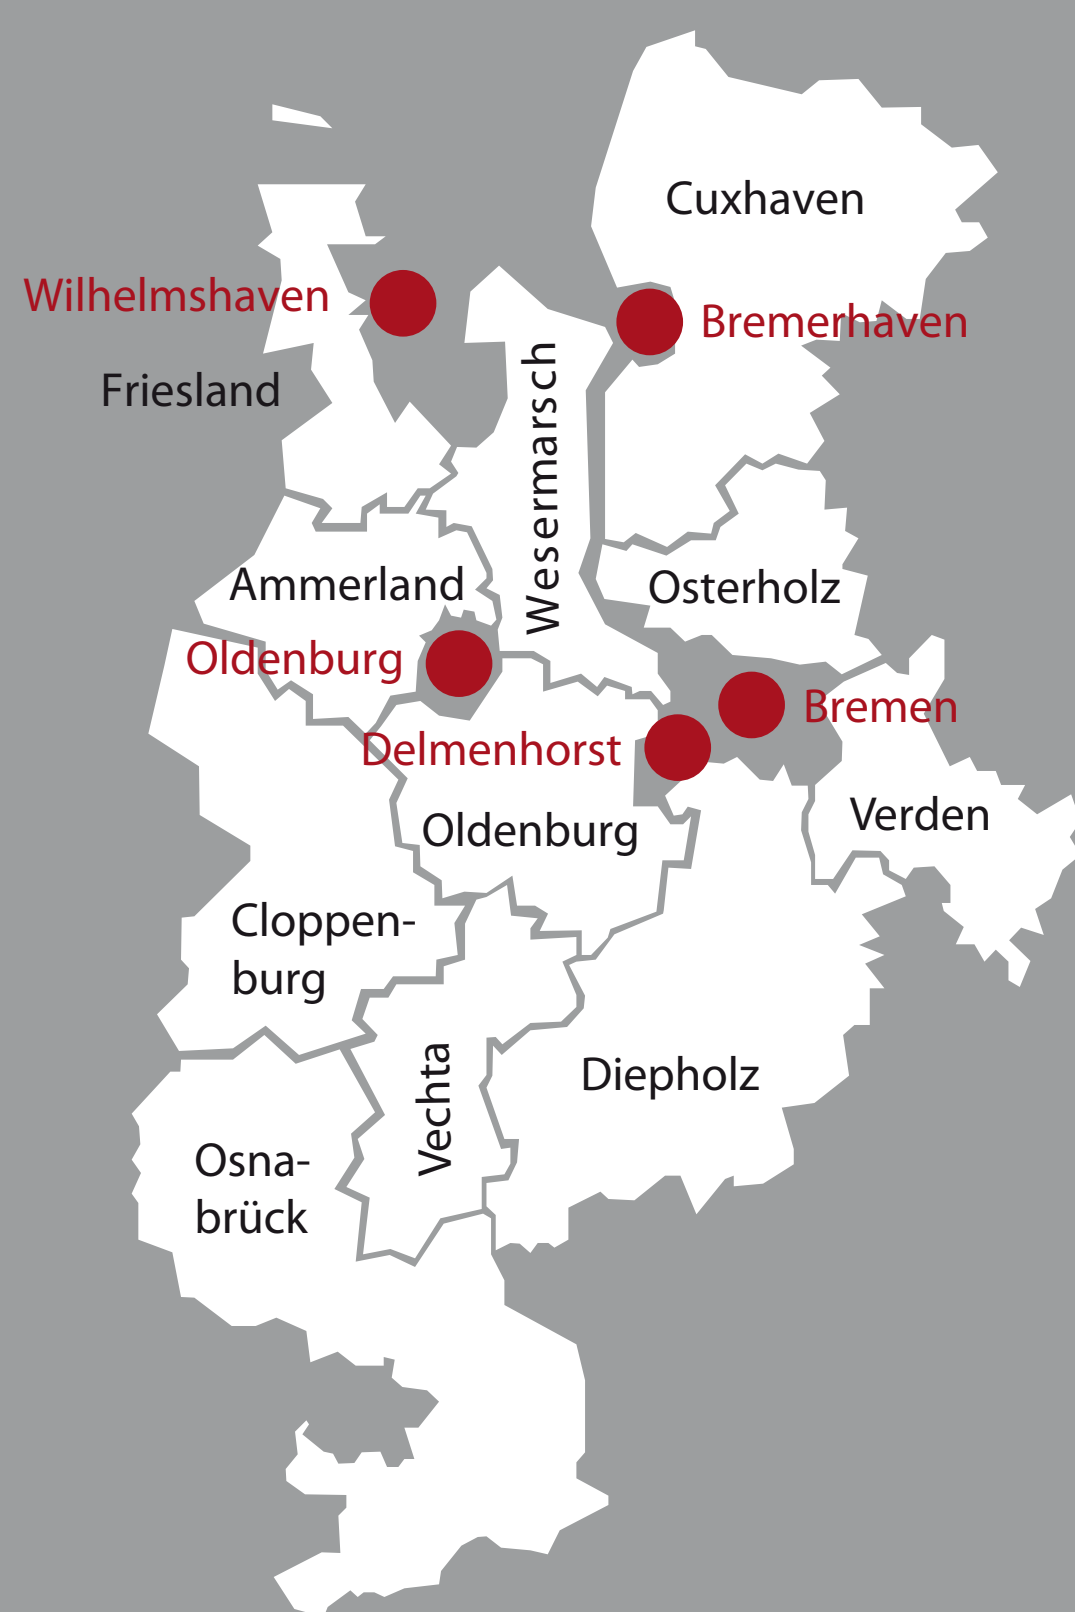 Cuxhaven
Wilhelmshaven
Bremerhaven
Friesland
Wesermarsch
Ammerland
Osterholz
Oldenburg
Bremen
Delmenhorst
Verden
Oldenburg
Cloppen-
burg
Vechta
Diepholz
Osna-
brück